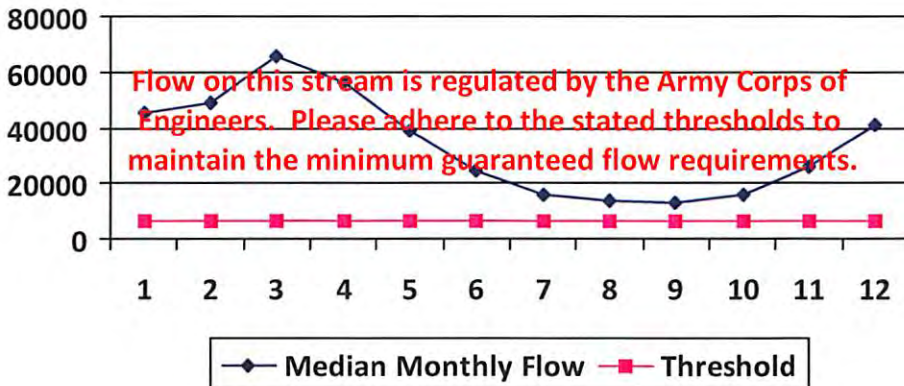 80000
60000
40000
20000
0
Flow on this stream is regulated by the Army Corps of
Engineers. Please adhere to the stated thresholds to
maintain the minimum guaranteed flow requirements.
1 2 3 4 5 6 7 8 9 10 11 12
Median Monthly Flow Threshold